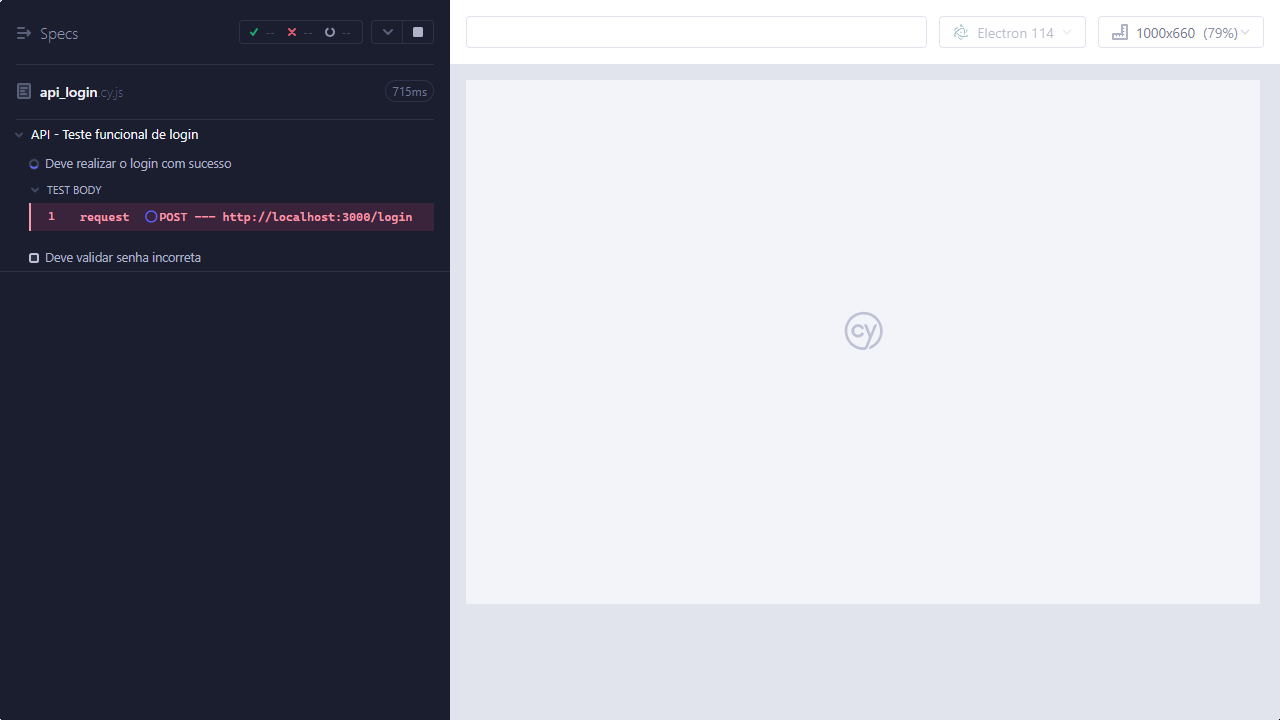 Specs
-- -- --
api_login.cy.js 715ms
API - Teste funcional de login
Deve realizar o login com sucesso
TEST BODY
1 request POST --- http://localhost:3000/login
Deve validar senha incorreta
Electron 114
1000x660 (79%)
cy